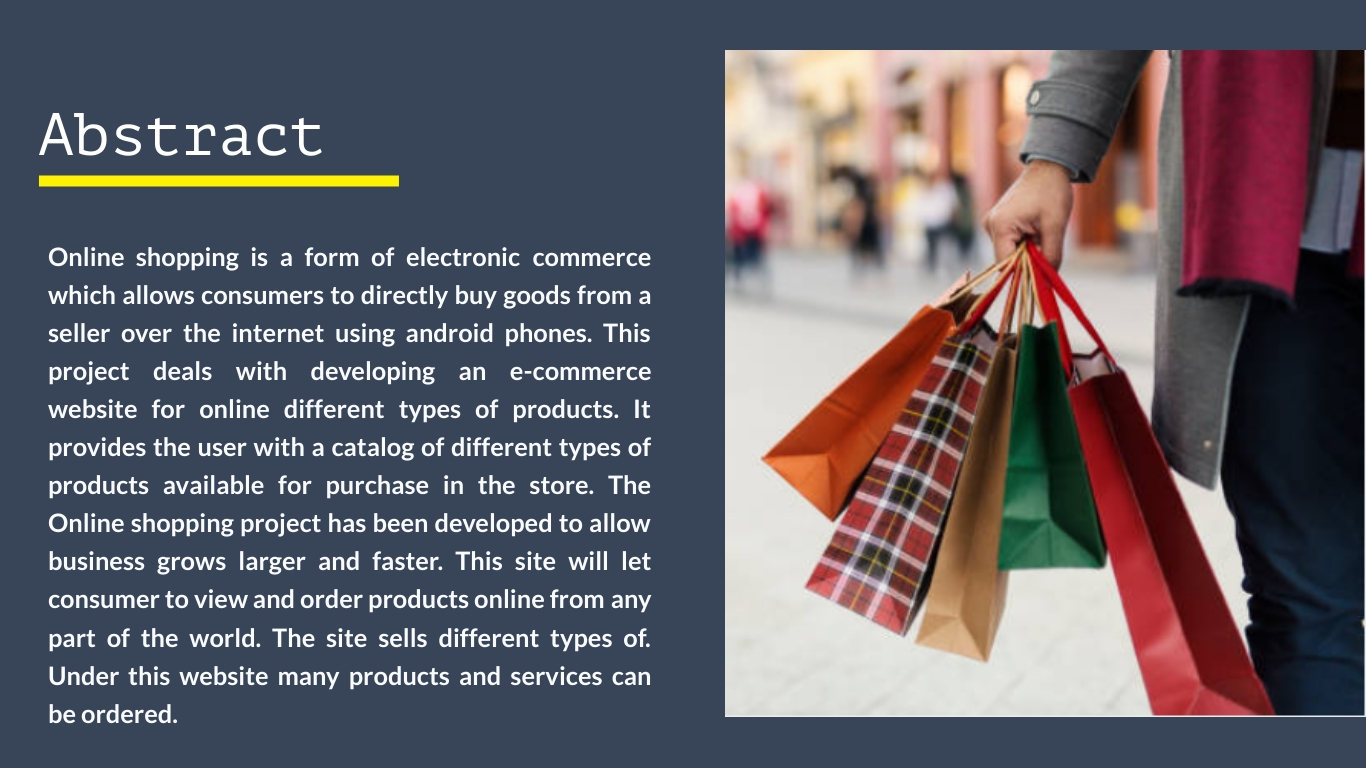 Abstract
Online shopping is a form of electronic commerce
which allows consumers to directly buy goods from a
seller over the internet using android phones. This
project deals with developing an e-commerce
website for online different types of products. It
provides the user with a catalog of different types of
products available for purchase in the store. The
Online shopping project has been developed to allow
business grows larger and faster. This site will let
consumer to view and order products online from any
part of the world. The site sells different types of.
Under this website many products and services can
be ordered.